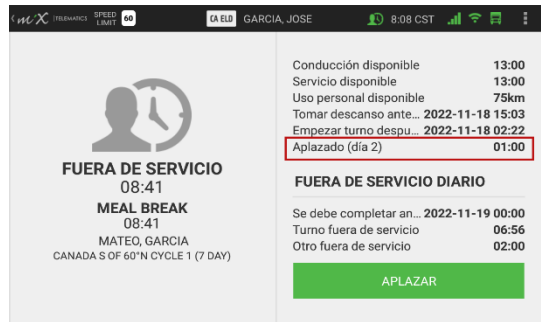 miX TELEMATICS SPEED LIMIT 60 CA ELD GARCIA, JOSE 8:08 CST
FUERA DE SERVICIO
08:41
MEAL BREAK
08:41
MATEO, GARCIA
CANADA S OF 60°N CYCLE 1 (7 DAY)
Conducción disponible 13:00
Servicio disponible 13:00
Uso personal disponible 75km
Tomar descanso ante... 2022-11-18 15:03
Empezar turno despu... 2022-11-18 02:22
Aplazado (día 2) 01:00
FUERA DE SERVICIO DIARIO
Se debe completar an... 2022-11-19 00:00
Turno fuera de servicio 06:56
Otro fuera de servicio 02:00
APLAZAR